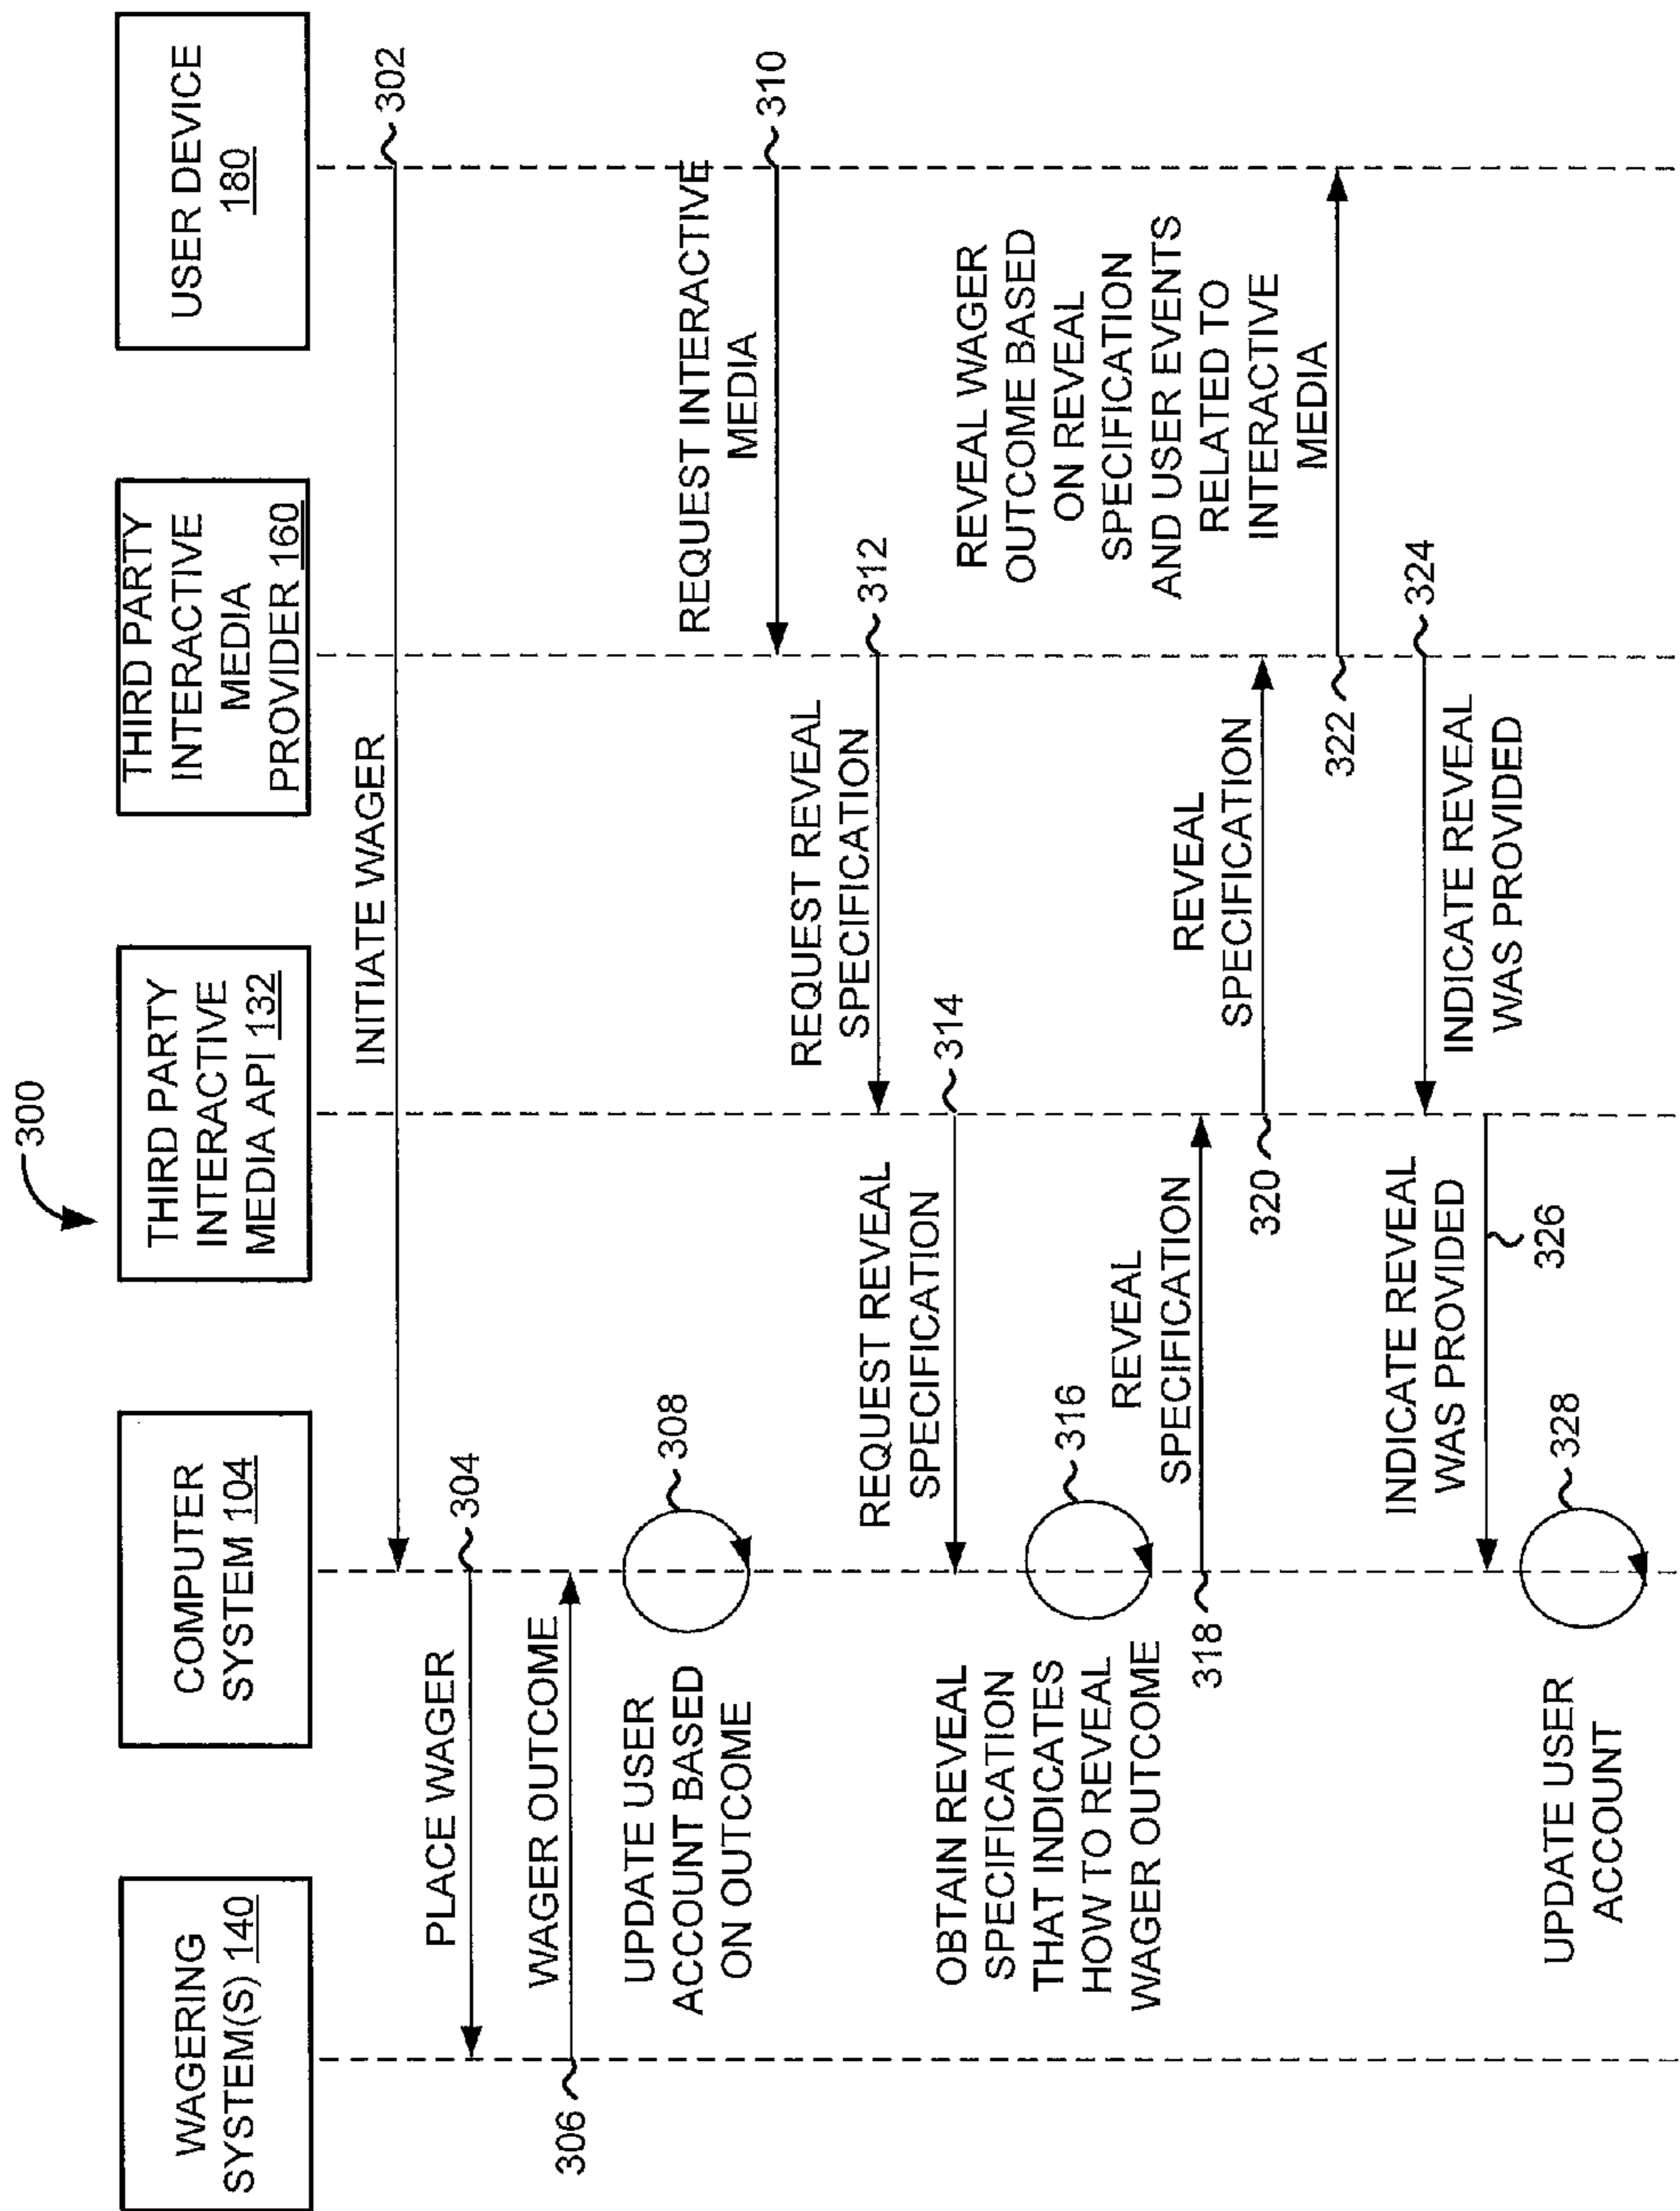 300
WAGERING
SYSTEM(S) 140
COMPUTER
SYSTEM 104
THIRD PARTY
INTERACTIVE
MEDIA API 132
THIRD PARTY
INTERACTIVE
MEDIA
PROVIDER 160
USER DEVICE
180
INITIATE WAGER
302
PLACE WAGER
304
WAGER OUTCOME
306
UPDATE USER
ACCOUNT BASED
ON OUTCOME
308
REQUEST INTERACTIVE
MEDIA
310
REQUEST REVEAL
SPECIFICATION
312
REQUEST REVEAL
SPECIFICATION
314
OBTAIN REVEAL
SPECIFICATION
THAT INDICATES
HOW TO REVEAL
WAGER OUTCOME
316
REVEAL
SPECIFICATION
318
REVEAL
SPECIFICATION
320
REVEAL WAGER
OUTCOME BASED
ON REVEAL
SPECIFICATION
AND USER EVENTS
RELATED TO
INTERACTIVE
MEDIA
322
INDICATE REVEAL
WAS PROVIDED
324
INDICATE REVEAL
WAS PROVIDED
326
UPDATE USER
ACCOUNT
328